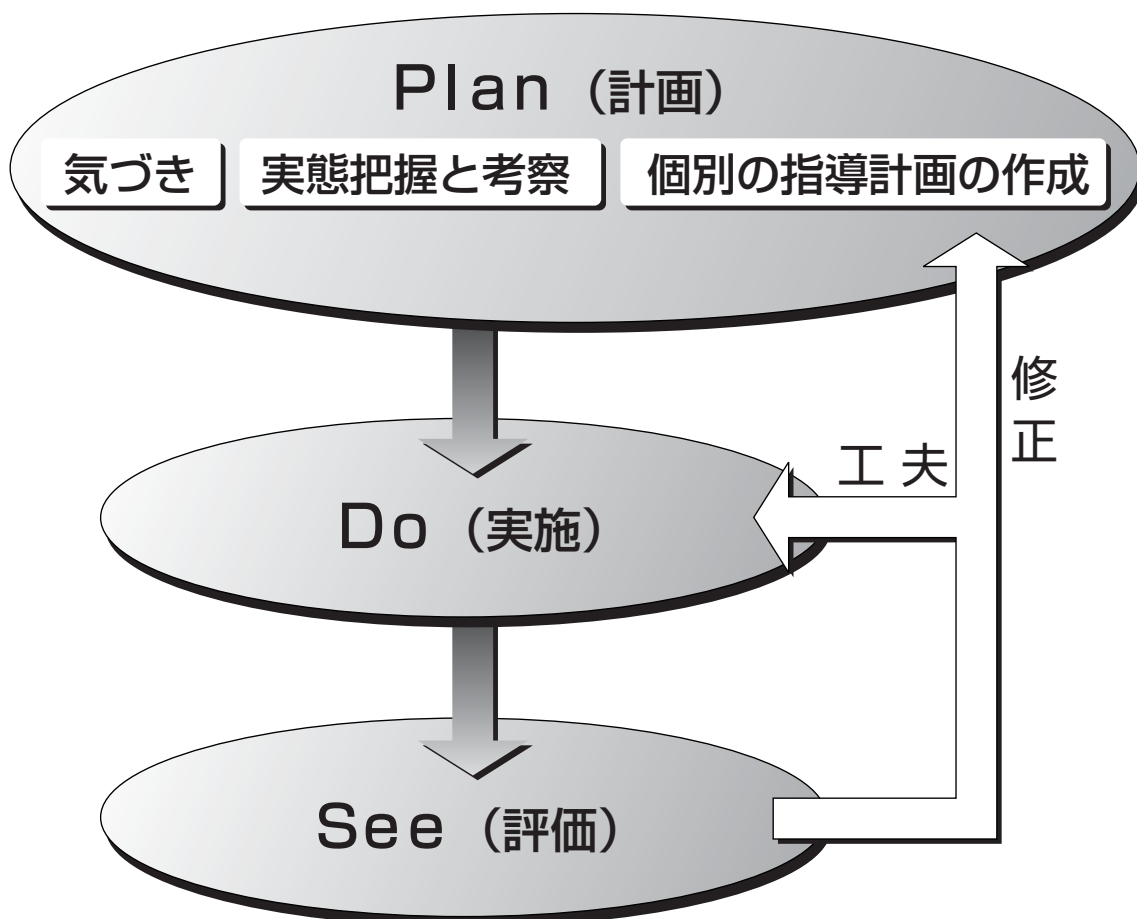 Plan（計画）
気づき
実態把握と考察
個別の指導計画の作成
修正
工夫
Do（実施）
See（評価）